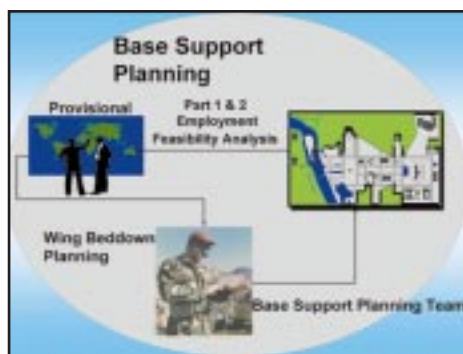 Base Support
Planning
Provisional
Part 1 & 2
Employment
Feasibility Analysis
Wing Beddown
Planning
Base Support Planning Team